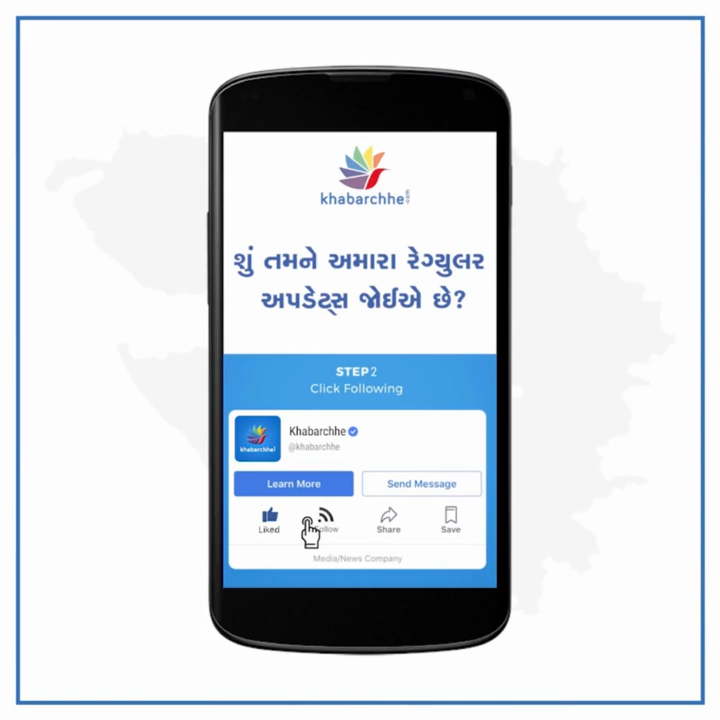 khabarchhe.com
શું તમને અમારા રેગ્યુલર
અપડેટ્સ જોઈએ છે?
STEP 2
Click Following
khabarchhe
Khabarchhe
@khabarchhe
Learn More
Send Message
Liked
Follow
Share
Save
Media/News Company